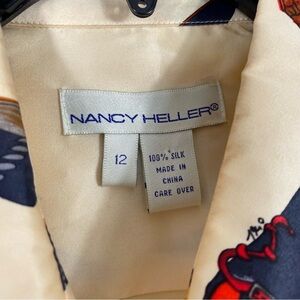 NANCY HELLER®
12
100% SILK
MADE IN
CHINA
CARE OVER